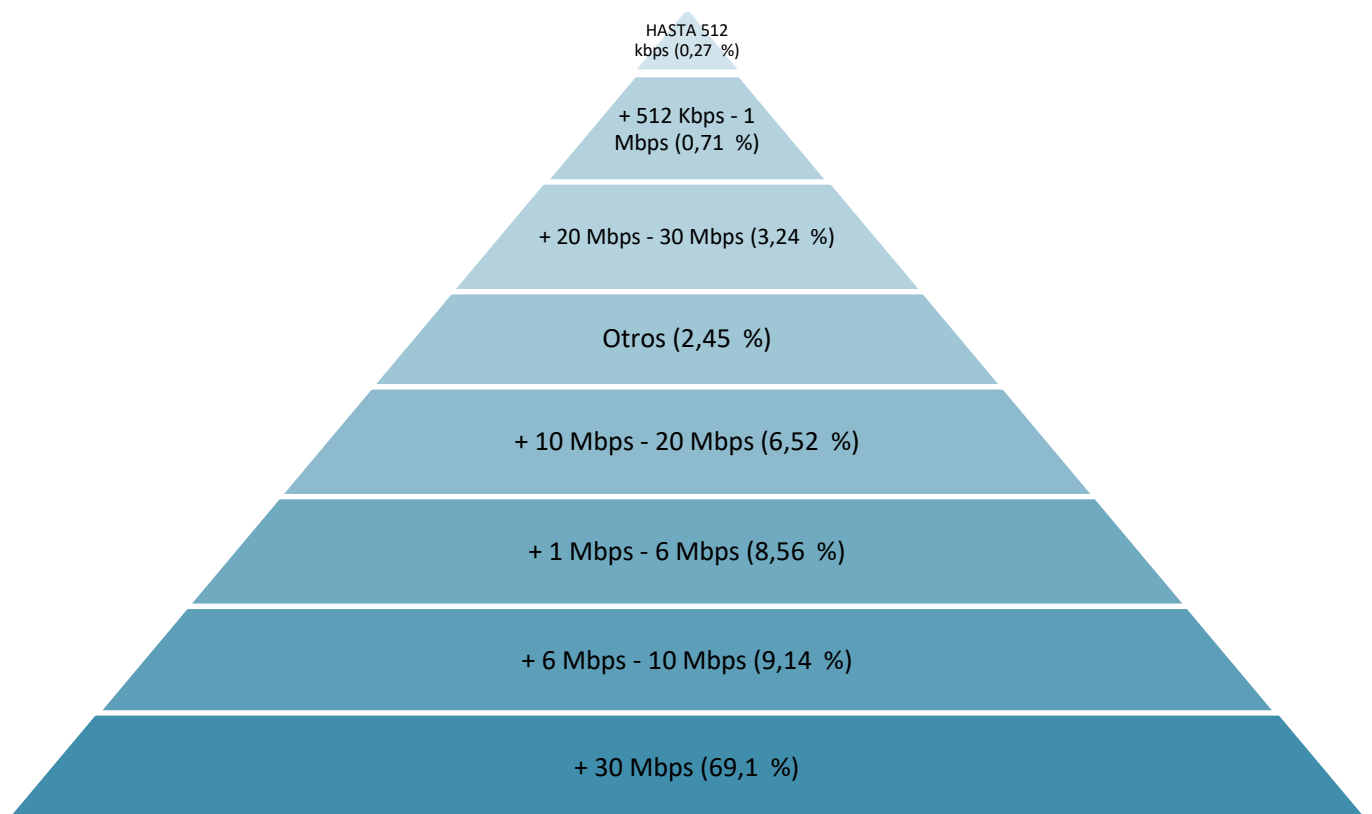 HASTA 512
kbps (0,27  %)
+ 512 Kbps - 1
Mbps (0,71  %)
+ 20 Mbps - 30 Mbps (3,24  %)
Otros (2,45  %)
+ 10 Mbps - 20 Mbps (6,52  %)
+ 1 Mbps - 6 Mbps (8,56  %)
+ 6 Mbps - 10 Mbps (9,14  %)
+ 30 Mbps (69,1  %)